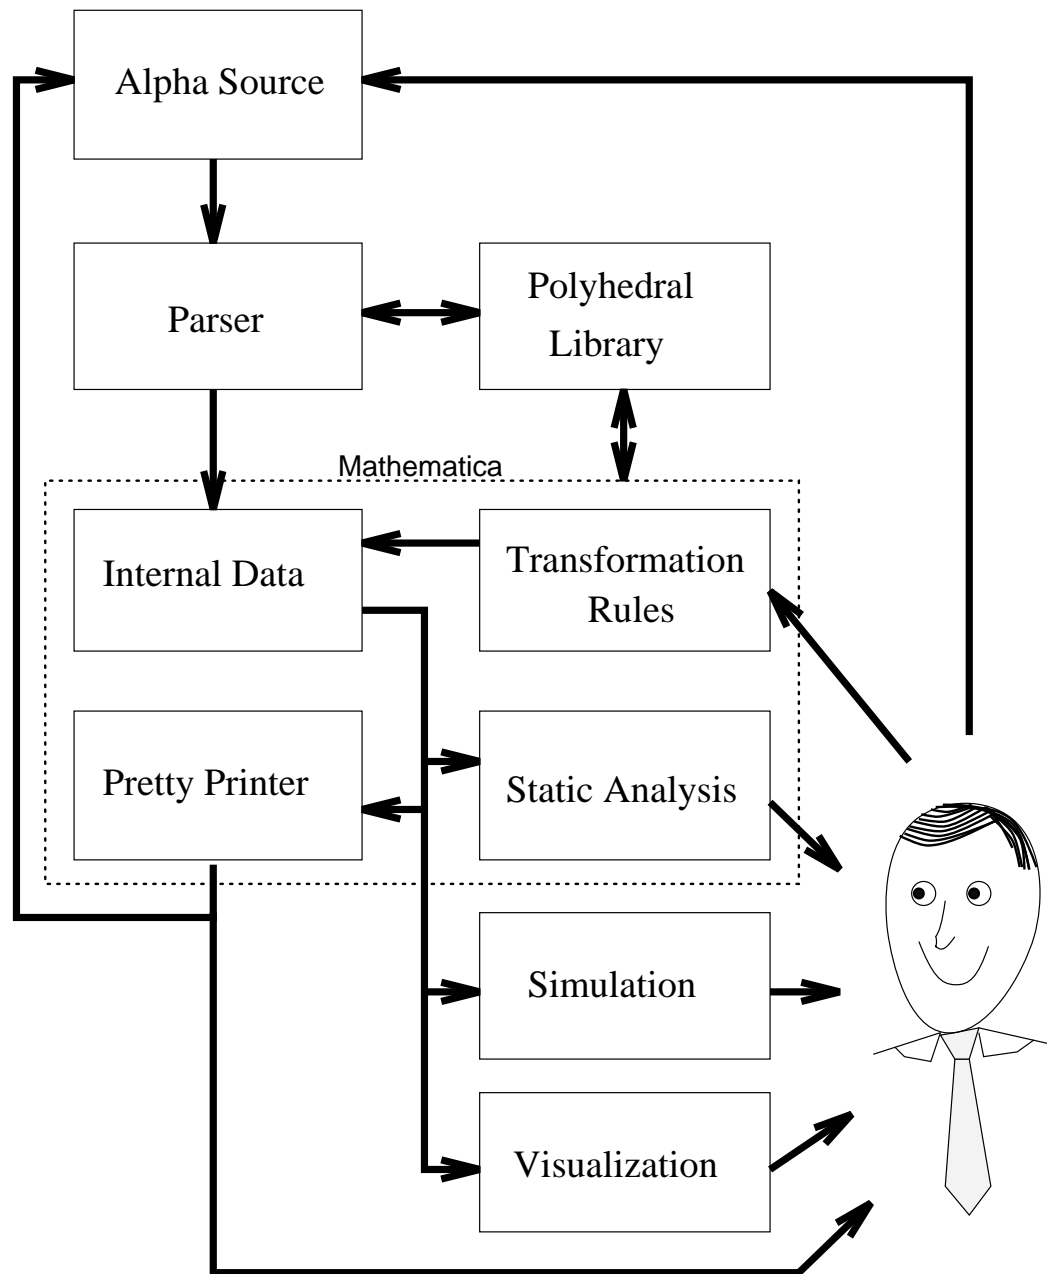 Alpha Source
Parser
Polyhedral
Library
Mathematica
Internal Data
Transformation
Rules
Pretty Printer
Static Analysis
Simulation
Visualization